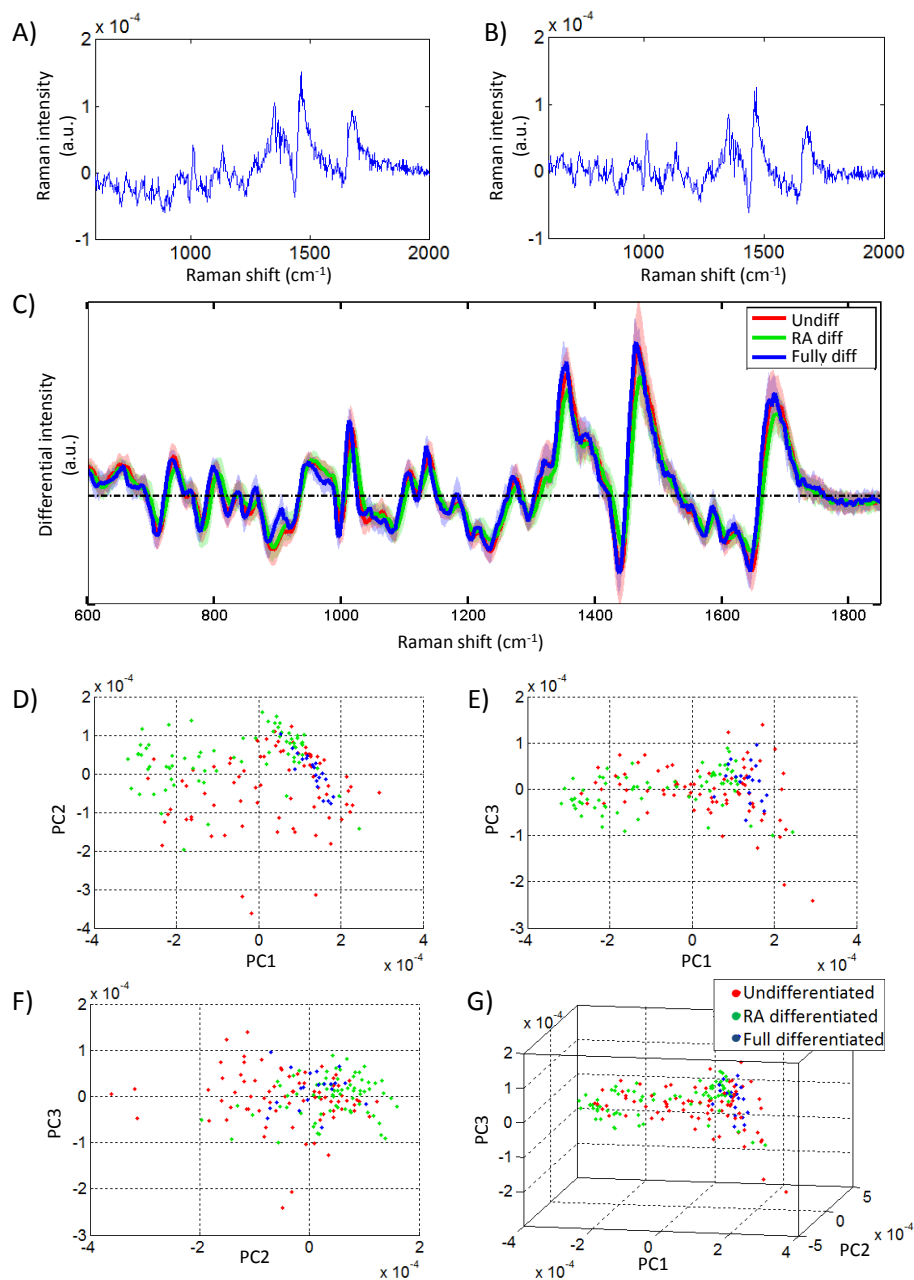 A)
x 10-4
2
1
0
-1
Raman intensity
(a.u.)
1000
1500
2000
Raman shift (cm-1)
B)
x 10-4
2
1
0
-1
Raman intensity
(a.u.)
1000
1500
2000
Raman shift (cm-1)
C)
Differential intensity
(a.u.)
Undiff
RA diff
Fully diff
600
800
1000
1200
1400
1600
1800
Raman shift (cm-1)
D)
x 10-4
2
1
0
-1
-2
-3
-4
PC2
-4
-2
0
2
4
PC1
x 10-4
E)
x 10-4
2
1
0
-1
-2
-3
PC3
-4
-2
0
2
4
PC1
x 10-4
F)
x 10-4
2
1
0
-1
-2
-3
PC3
-4
-2
0
2
PC2
x 10-4
G)
Undifferentiated
RA differentiated
Full differentiated
x 10-4
2
1
0
-1
-2
PC3
-4
-2
0
2
4
PC1
x 10-4
-5
0
5
PC2
x 10-4